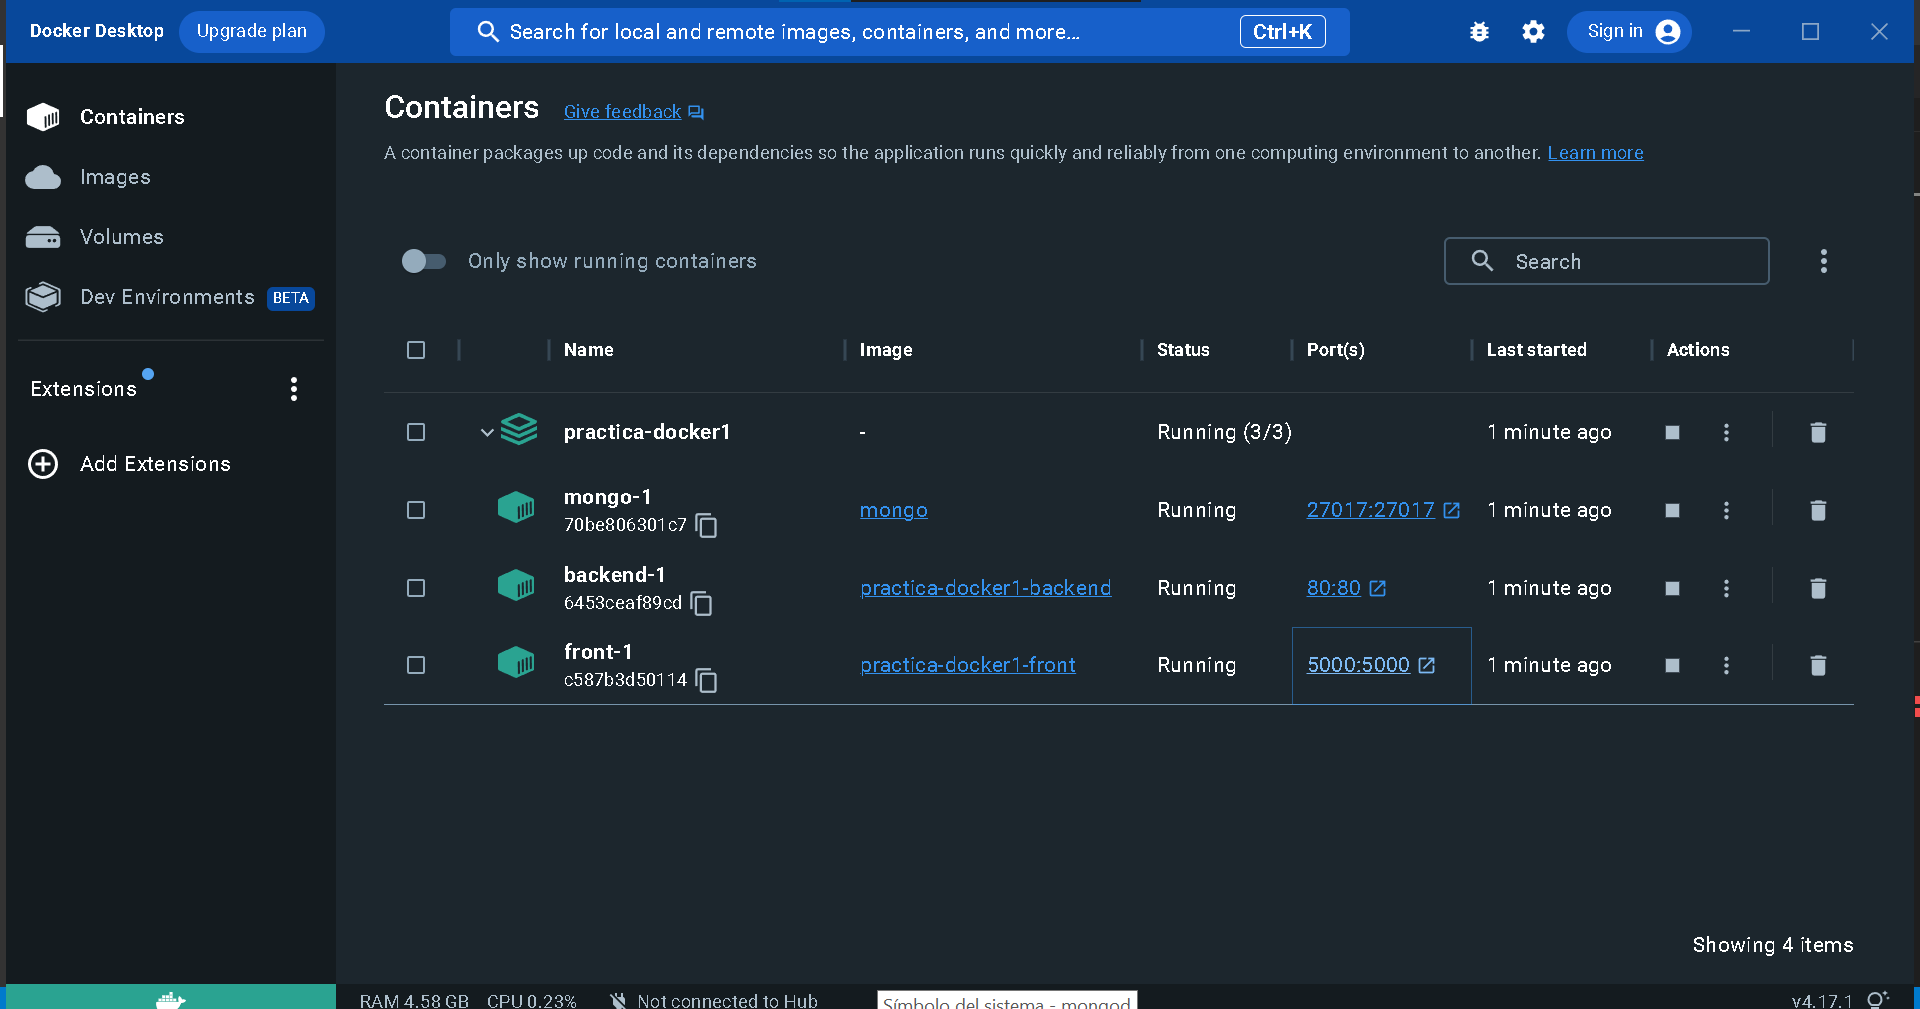 Docker Desktop Upgrade plan Search for local and remote images, containers, and more... Ctrl+K Sign in
Containers
Images
Volumes
Dev Environments BETA
Extensions
Add Extensions
Containers Give feedback
A container packages up code and its dependencies so the application runs quickly and reliably from one computing environment to another. Learn more
Only show running containers Search
Name Image Status Port(s) Last started Actions
practica-docker1 - Running (3/3) 1 minute ago
mongo-1
70be806301c7 mongo Running 27017:27017 1 minute ago
backend-1
6453ceaf89cd practica-docker1-backend Running 80:80 1 minute ago
front-1
c587b3d50114 practica-docker1-front Running 5000:5000 1 minute ago
Showing 4 items
RAM 4.58 GB CPU 0.23% Not connected to Hub Símbolo del sistema - mongod v4.17.1